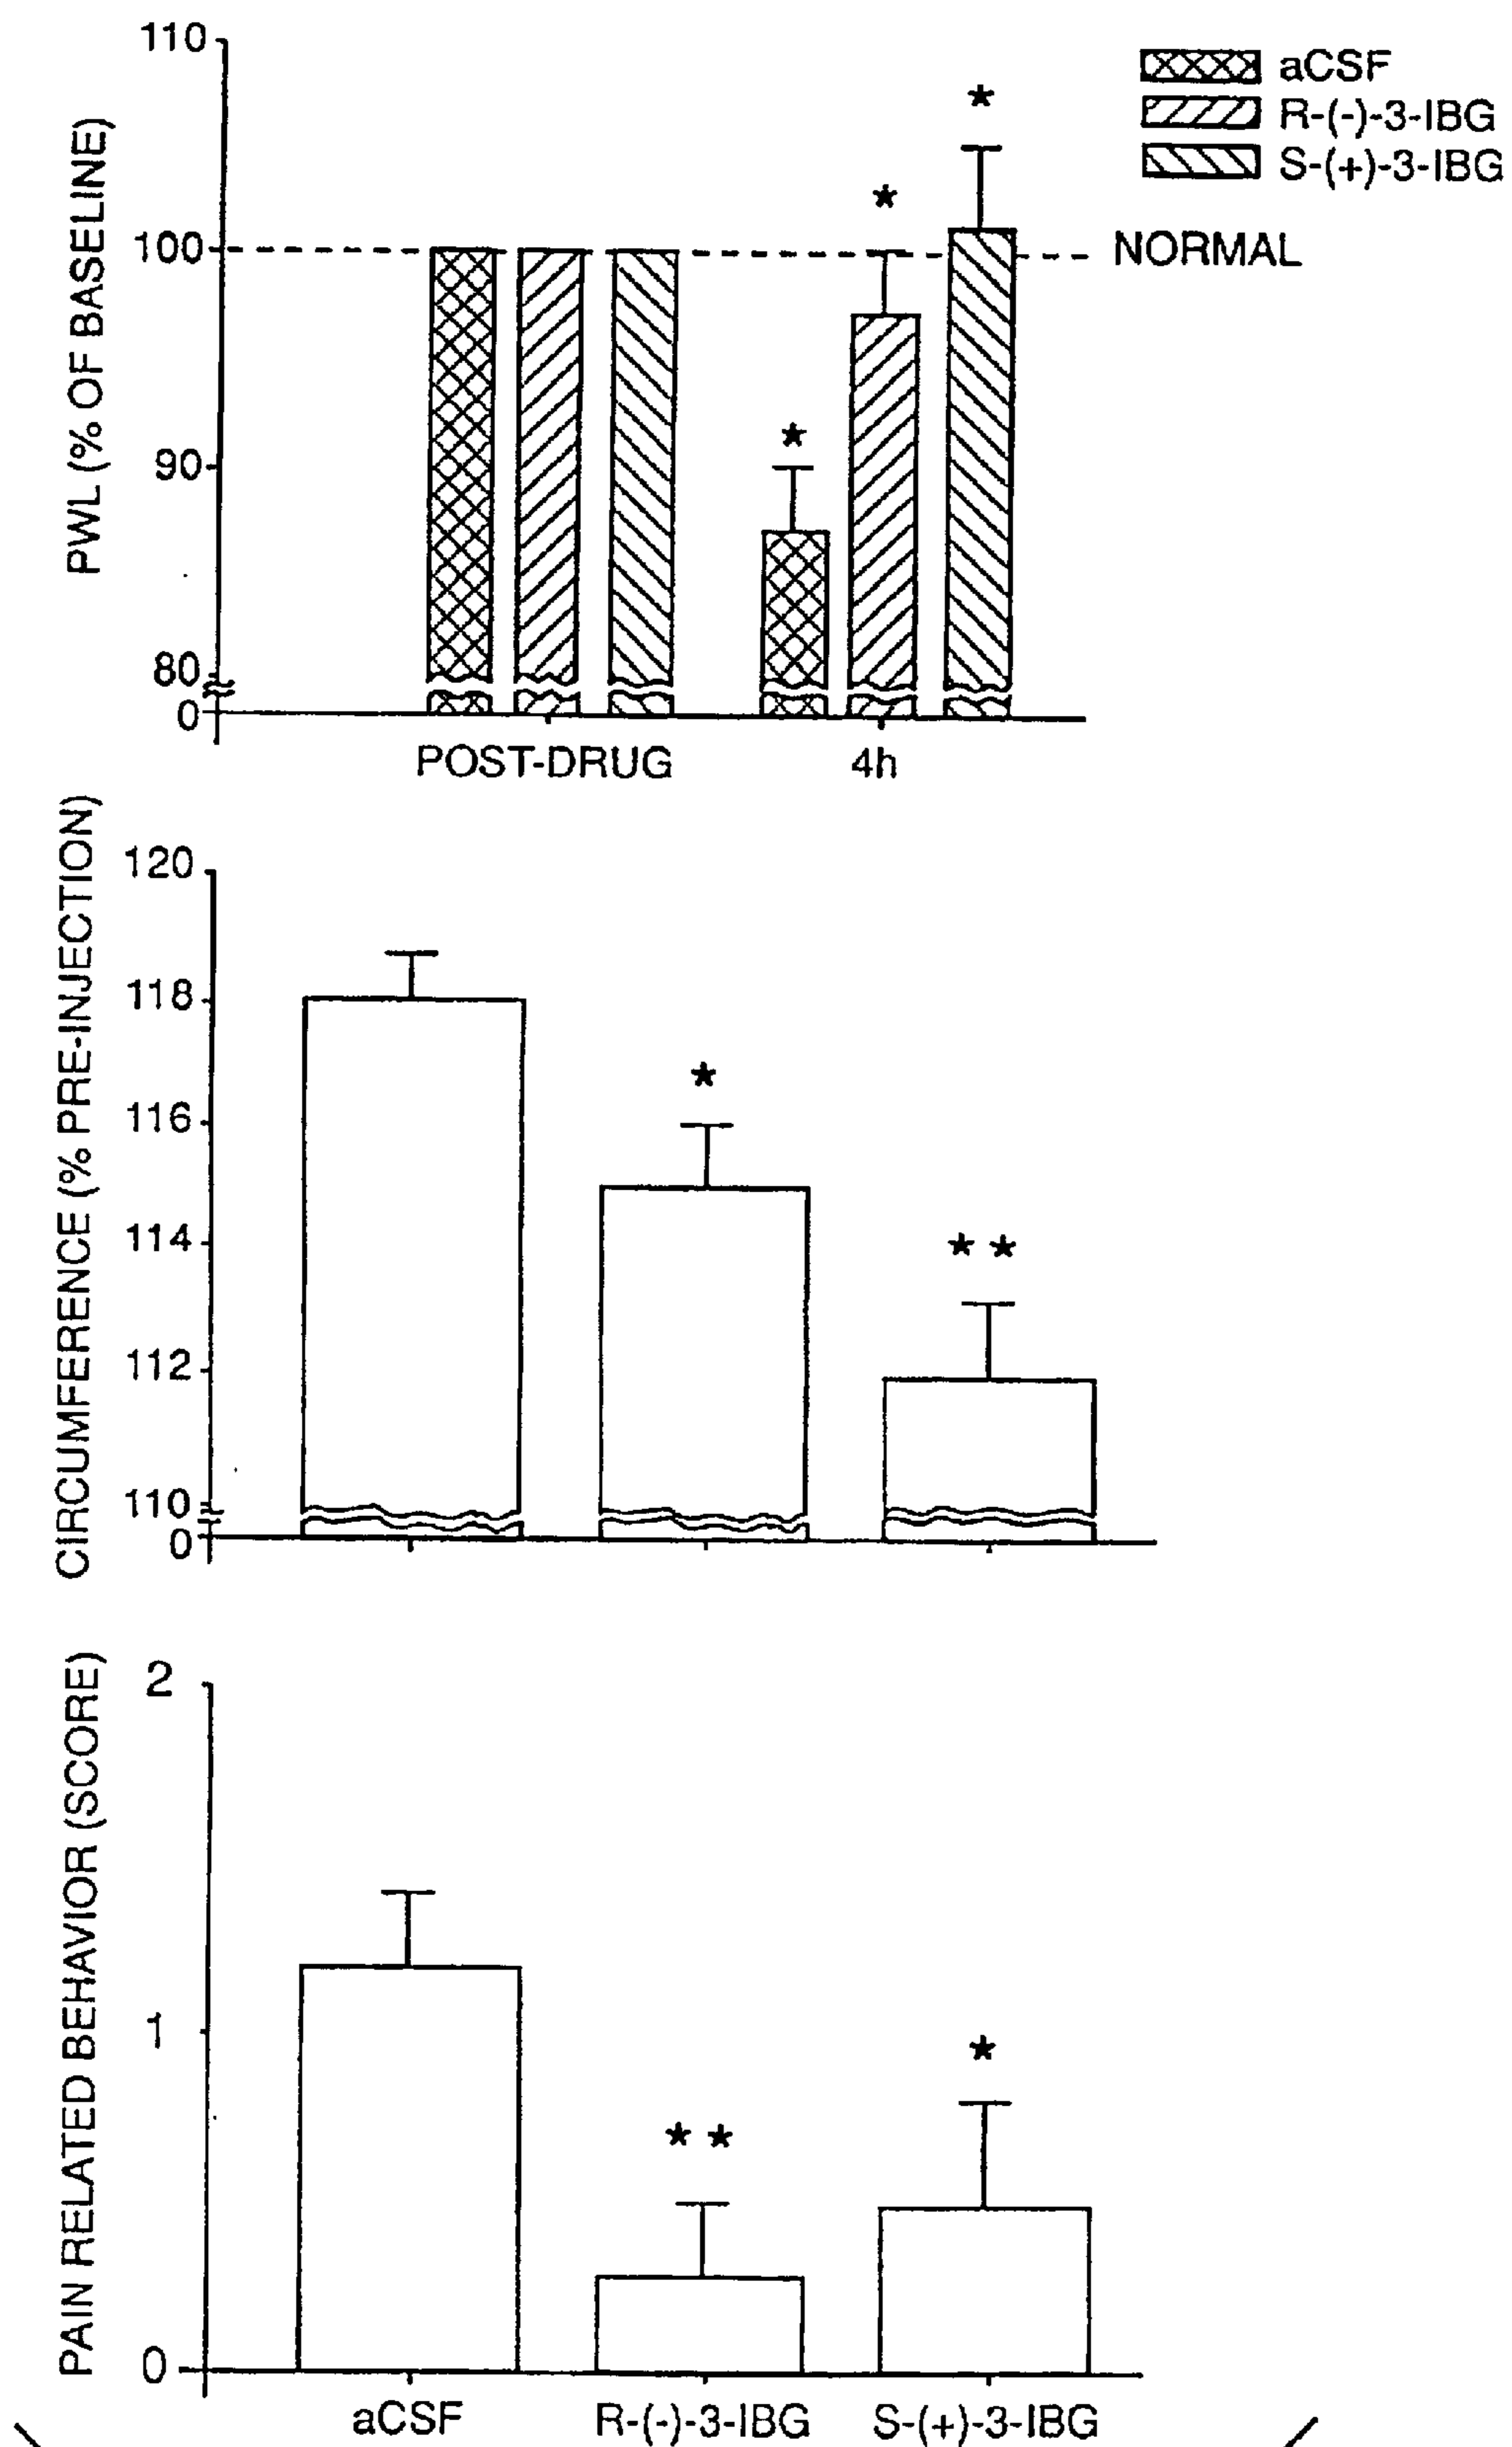 PWL (% OF BASELINE)
110
100
90
80
0
aCSF
R-(-)-3-IBG
S-(+)-3-IBG
*
*
*
NORMAL
POST-DRUG 4h
CIRCUMFERENCE (% PRE-INJECTION)
120
118
116
114
112
110
0
*
* *
PAIN RELATED BEHAVIOR (SCORE)
2
1
0
* *
*
aCSF R-(-)-3-IBG S-(+)-3-IBG